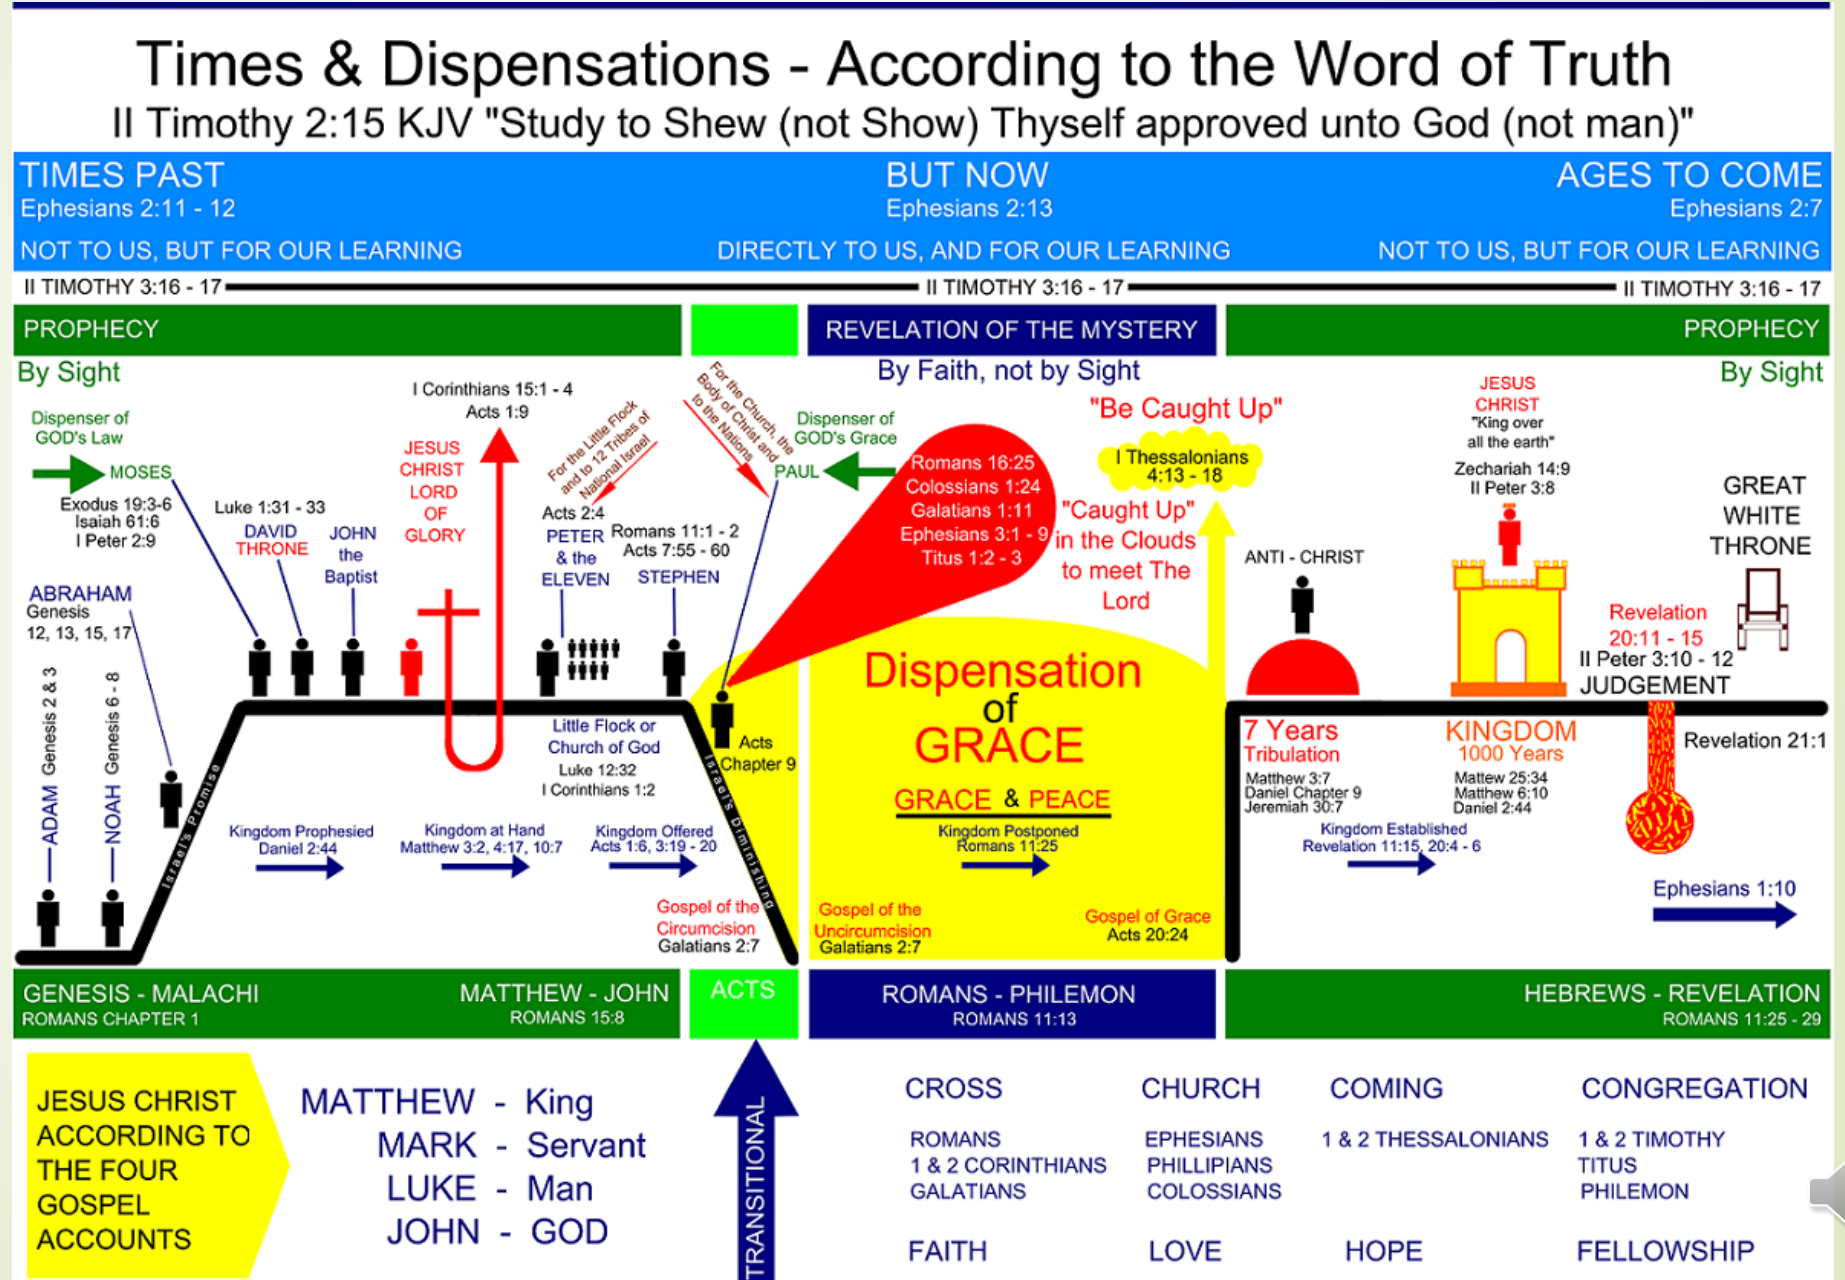 Times & Dispensations - According to the Word of Truth
II Timothy 2:15 KJV "Study to Shew (not Show) Thyself approved unto God (not man)"
TIMES PAST
Ephesians 2:11 - 12
NOT TO US, BUT FOR OUR LEARNING
BUT NOW
Ephesians 2:13
DIRECTLY TO US, AND FOR OUR LEARNING
AGES TO COME
Ephesians 2:7
NOT TO US, BUT FOR OUR LEARNING
II TIMOTHY 3:16 - 17
II TIMOTHY 3:16 - 17
II TIMOTHY 3:16 - 17
PROPHECY
REVELATION OF THE MYSTERY
PROPHECY
By Sight
By Faith, not by Sight
By Sight
Dispenser of
GOD's Law
MOSES
Exodus 19:3-6
Isaiah 61:6
I Peter 2:9
ABRAHAM
Genesis
12, 13, 15, 17
ADAM Genesis 2 & 3
NOAH Genesis 6 - 8
Luke 1:31 - 33
DAVID
THRONE
JOHN
the
Baptist
I Corinthians 15:1 - 4
Acts 1:9
JESUS
CHRIST
LORD
OF
GLORY
For the Little Flock
and to 12 Tribes of
National Israel
Acts 2:4
PETER
& the
ELEVEN
Romans 11:1 - 2
Acts 7:55 - 60
STEPHEN
For the Church, the
Body of Christ and
to the Nations
Dispenser of
GOD's Grace
PAUL
Romans 16:25
Colossians 1:24
Galatians 1:11
Ephesians 3:1 - 9
Titus 1:2 - 3
"Be Caught Up"
I Thessalonians
4:13 - 18
"Caught Up"
in the Clouds
to meet The
Lord
ANTI - CHRIST
JESUS
CHRIST
"King over
all the earth"
Zechariah 14:9
II Peter 3:8
GREAT
WHITE
THRONE
Revelation
20:11 - 15
II Peter 3:10 - 12
JUDGEMENT
Israel's Promise
Little Flock or
Church of God
Luke 12:32
I Corinthians 1:2
Israel's Diminishing
Acts
Chapter 9
Kingdom Prophesied
Daniel 2:44
Kingdom at Hand
Matthew 3:2, 4:17, 10:7
Kingdom Offered
Acts 1:6, 3:19 - 20
Gospel of the
Circumcision
Galatians 2:7
Dispensation
of
GRACE
GRACE & PEACE
Kingdom Postponed
Romans 11:25
Gospel of the
Uncircumcision
Galatians 2:7
Gospel of Grace
Acts 20:24
7 Years
Tribulation
Matthew 3:7
Daniel Chapter 9
Jeremiah 30:7
KINGDOM
1000 Years
Mattew 25:34
Matthew 6:10
Daniel 2:44
Kingdom Established
Revelation 11:15, 20:4 - 6
Revelation 21:1
Ephesians 1:10
GENESIS - MALACHI
ROMANS CHAPTER 1
MATTHEW - JOHN
ROMANS 15:8
ACTS
ROMANS - PHILEMON
ROMANS 11:13
HEBREWS - REVELATION
ROMANS 11:25 - 29
JESUS CHRIST
ACCORDING TO
THE FOUR
GOSPEL
ACCOUNTS
MATTHEW - King
MARK - Servant
LUKE - Man
JOHN - GOD
TRANSITIONAL
CROSS
ROMANS
1 & 2 CORINTHIANS
GALATIANS
FAITH
CHURCH
EPHESIANS
PHILLIPIANS
COLOSSIANS
LOVE
COMING
1 & 2 THESSALONIANS
HOPE
CONGREGATION
1 & 2 TIMOTHY
TITUS
PHILEMON
FELLOWSHIP